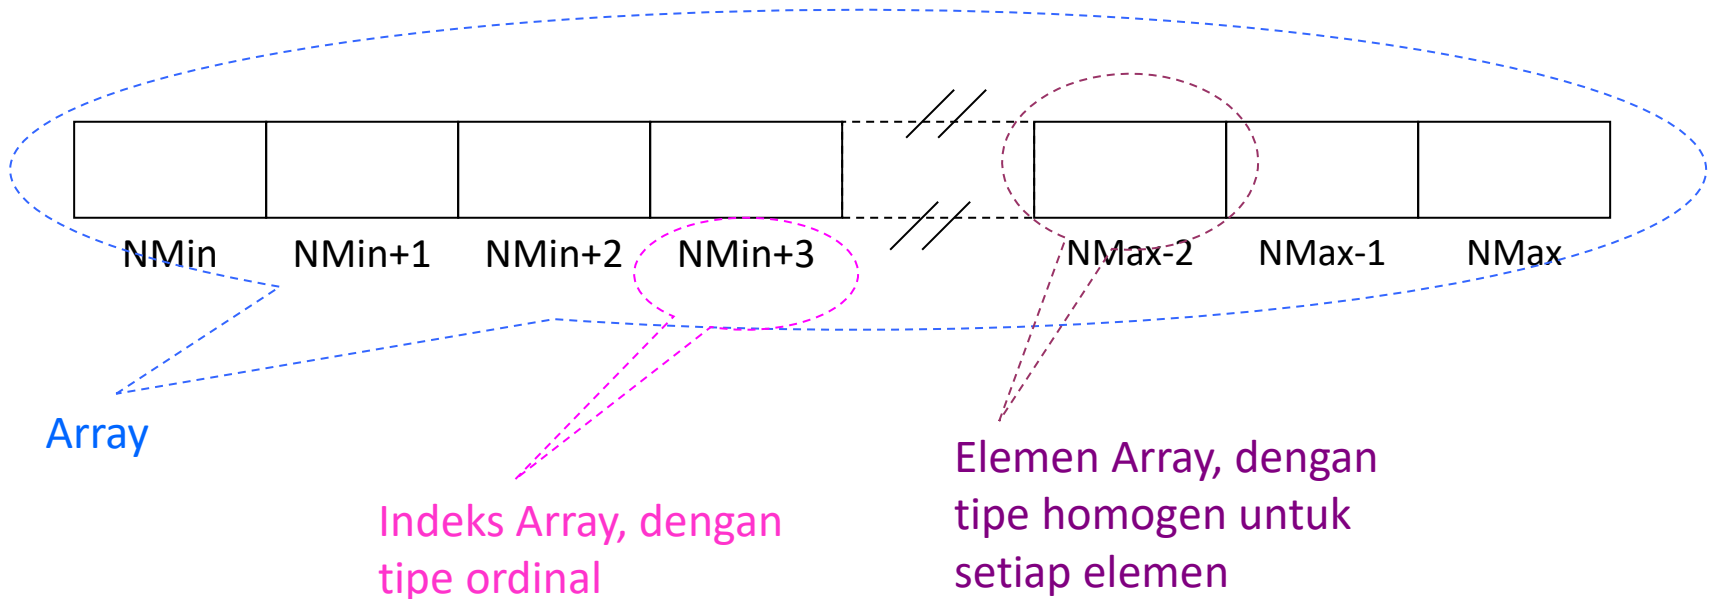 NMin NMin+1 NMin+2 NMin+3 NMax-2 NMax-1 NMax
Array
Indeks Array, dengan
tipe ordinal
Elemen Array, dengan
tipe homogen untuk
setiap elemen